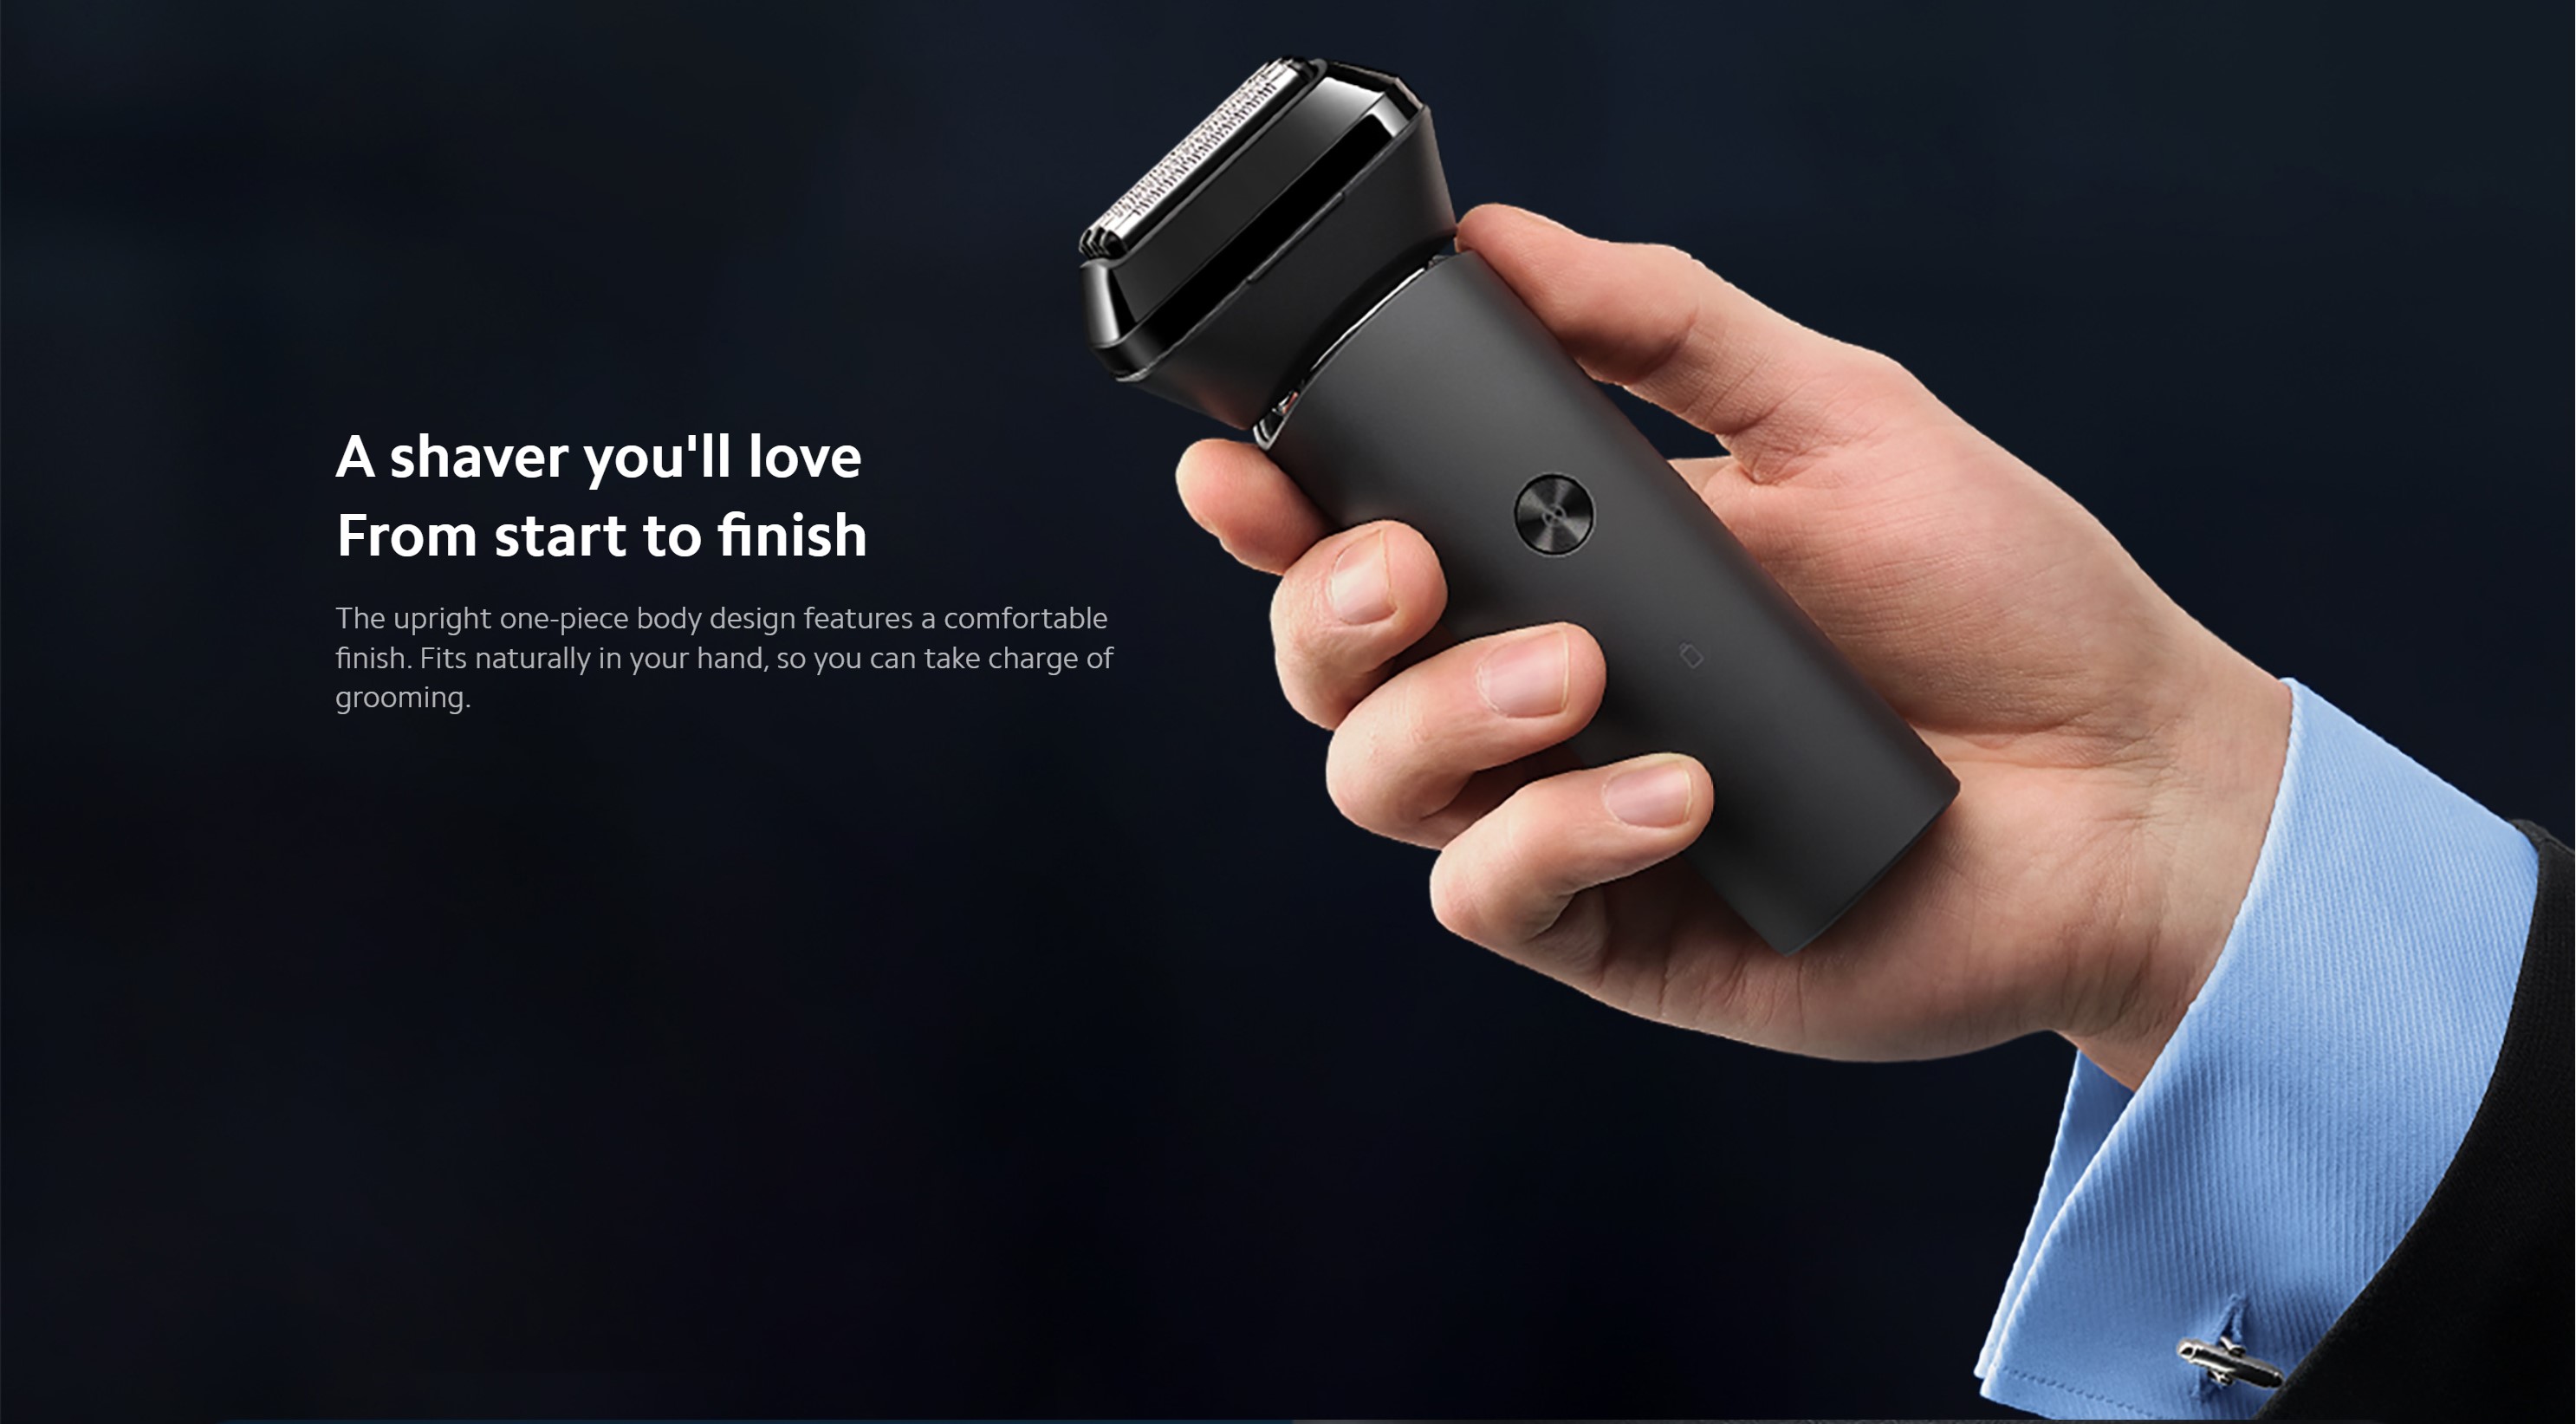 A shaver you'll love
From start to finish
The upright one-piece body design features a comfortable
finish. Fits naturally in your hand, so you can take charge of
grooming.